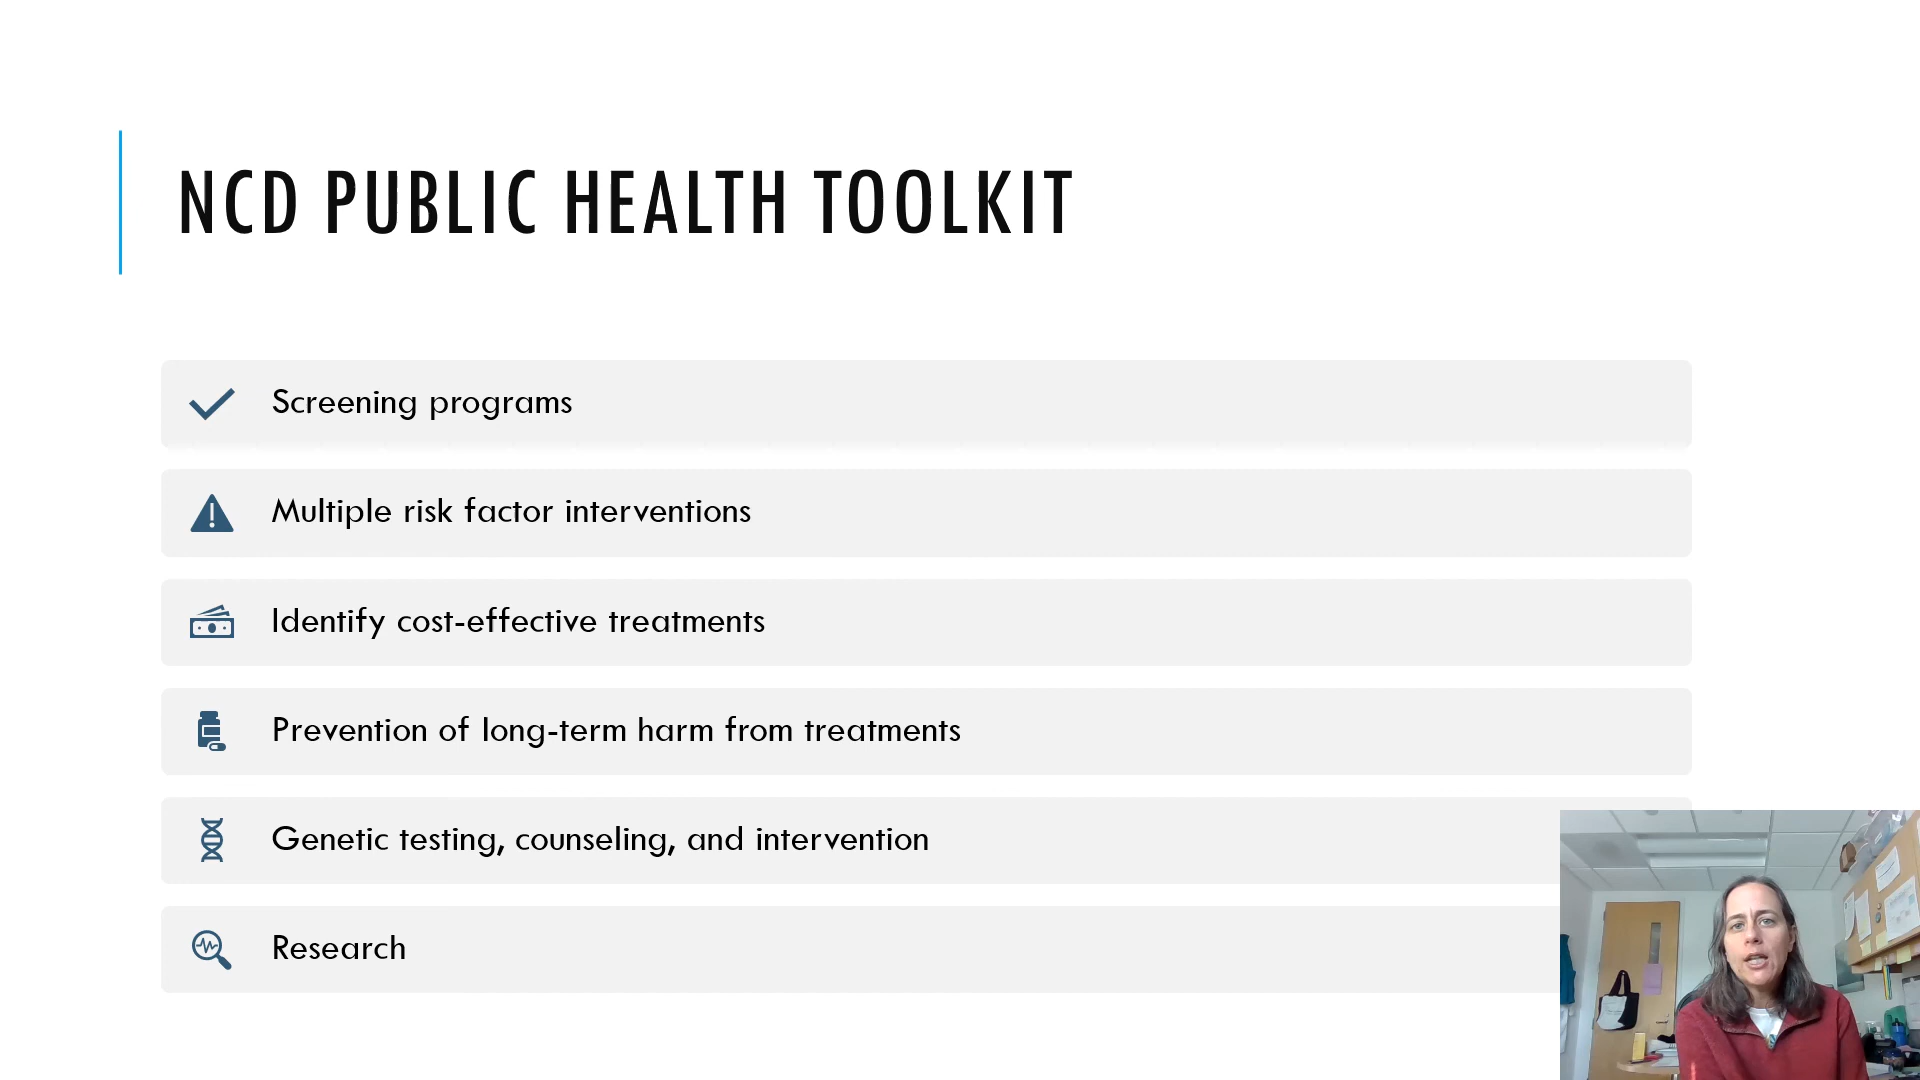 NCD PUBLIC HEALTH TOOLKIT
Screening programs
Multiple risk factor interventions
Identify cost-effective treatments
Prevention of long-term harm from treatments
Genetic testing, counseling, and intervention
Research